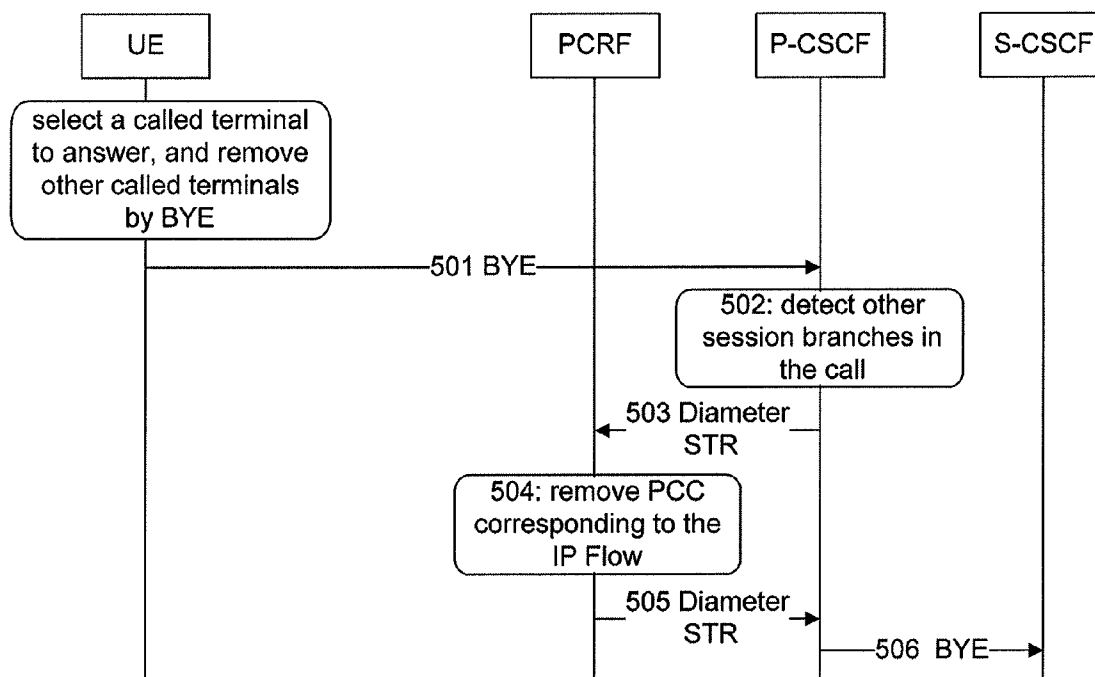 UE
PCRF
P-CSCF
S-CSCF
select a called terminal
to answer, and remove
other called terminals
by BYE
501 BYE
502: detect other
session branches in
the call
503 Diameter
STR
504: remove PCC
corresponding to the
IP Flow
505 Diameter
STR
506 BYE